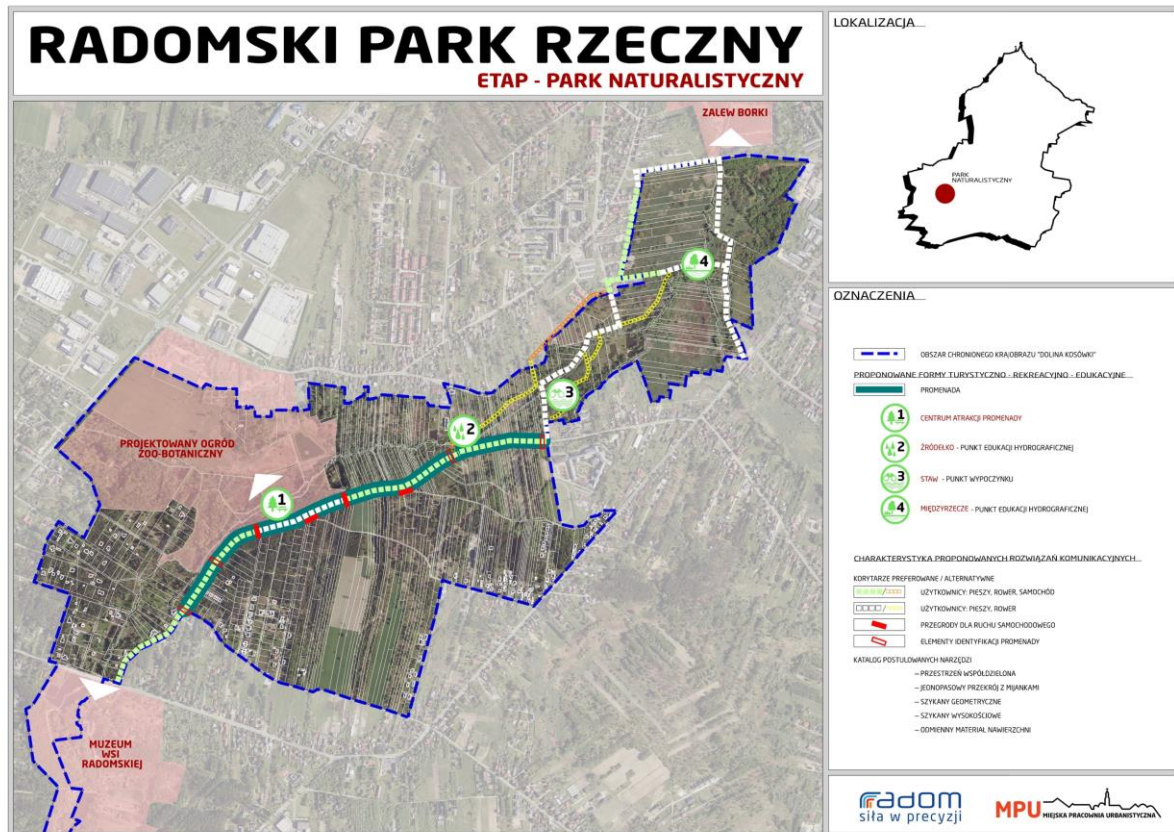 RADOMSKI PARK RZECZNY
ETAP - PARK NATURALISTYCZNY
ZALEW BORKI
4
3
2
PROJEKTOWANY OGRÓD
ZOO-BOTANICZNY
1
MUZEUM
WSI
RADOMSKIEJ
LOKALIZACJA
PARK
NATURALISTYCZNY
OZNACZENIA
OBSZAR CHRONIONEGO KRAJOBRAZU "DOLINA KOSÓWKI"
PROPONOWANE FORMY TURYSTYCZNO - REKREACYJNO - EDUKACYJNE
PROMENADA
1 CENTRUM ATRAKCJI PROMENADY
2 ŹRÓDEŁKO - PUNKT EDUKACJI HYDROGRAFICZNEJ
3 STAW - PUNKT WYPOCZYNKU
4 MIĘDZYRZECZE - PUNKT EDUKACJI HYDROGRAFICZNEJ
CHARAKTERYSTYKA PROPONOWANYCH ROZWIĄZAŃ KOMUNIKACYJNYCH
KORYTARZE PREFEROWANE / ALTERNATYWNE
UŻYTKOWNICY: PIESZY, ROWER, SAMOCHÓD
UŻYTKOWNICY: PIESZY, ROWER
PRZEGRODY DLA RUCHU SAMOCHODOWEGO
ELEMENTY IDENTYFIKACJI PROMENADY
KATALOG POSTULOWANYCH NARZĘDZI
– PRZESTRZEŃ WSPÓŁDZIELONA
– JEDNOPASOWY PRZEKRÓJ Z MIJANKAMI
– SZYKANY GEOMETRYCZNE
– SZYKANY WYSOKOŚCIOWE
– ODMIENNY MATERIAŁ NAWIERZCHNI
radom
siła w precyzji
MPU MIEJSKA PRACOWNIA URBANISTYCZNA